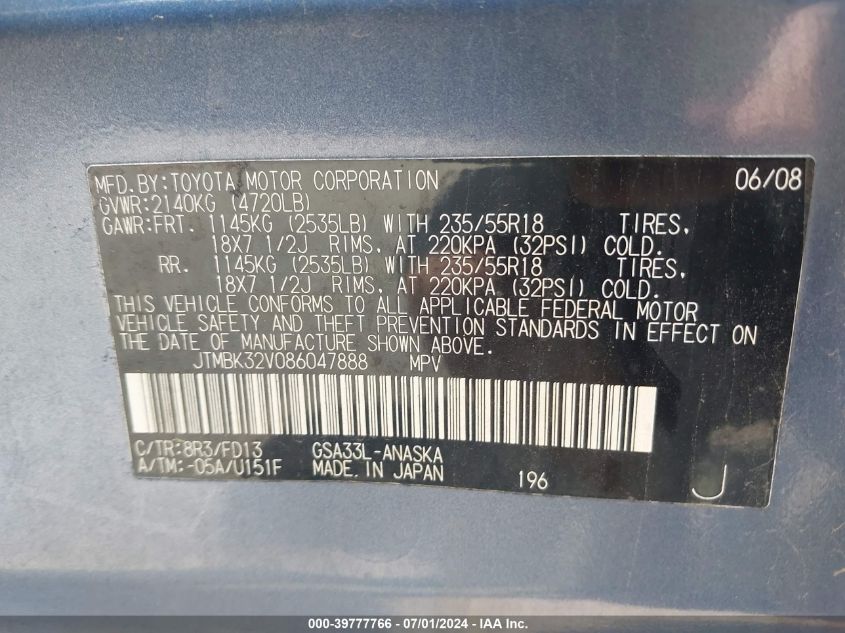 MFD.BY:TOYOTA MOTOR CORPORATION 06/08
GVWR:2140KG (4720LB)
GAWR:FRT. 1145KG (2535LB) WITH 235/55R18 TIRES,
18X7 1/2J RIMS, AT 220KPA (32PSI) COLD.
RR. 1145KG (2535LB) WITH 235/55R18 TIRES,
18X7 1/2J RIMS, AT 220KPA (32PSI) COLD.
THIS VEHICLE CONFORMS TO ALL APPLICABLE FEDERAL MOTOR
VEHICLE SAFETY AND THEFT PREVENTION STANDARDS IN EFFECT ON
THE DATE OF MANUFACTURE SHOWN ABOVE.
JTMBK32V086047888 MPV
C/TR:8R3/FD13 GSA33L-ANASKA
A/TM:-05A/U151F MADE IN JAPAN
196 J
000-39777766 / 07/01/2024 - IAA Inc.